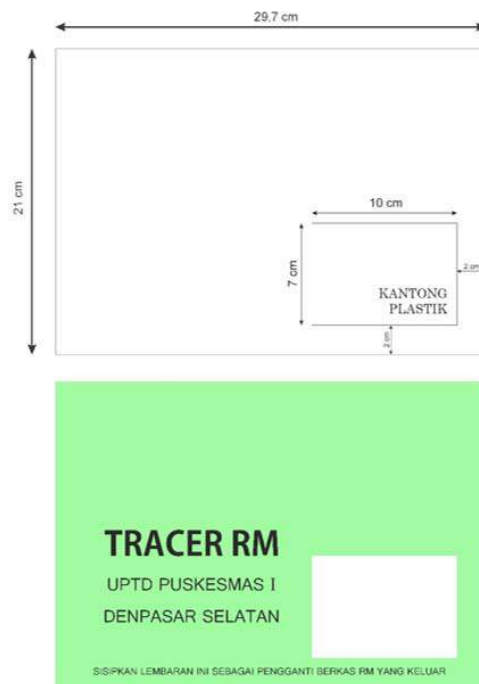 29.7 cm
21 cm
10 cm
7 cm
2 cm
KANTONG
PLASTIK
2 cm
TRACER RM
UPTD PUSKESMAS I
DENPASAR SELATAN
SISIPKAN LEMBARAN INI SEBAGAI PENGGANTI BERKAS RM YANG KELUAR